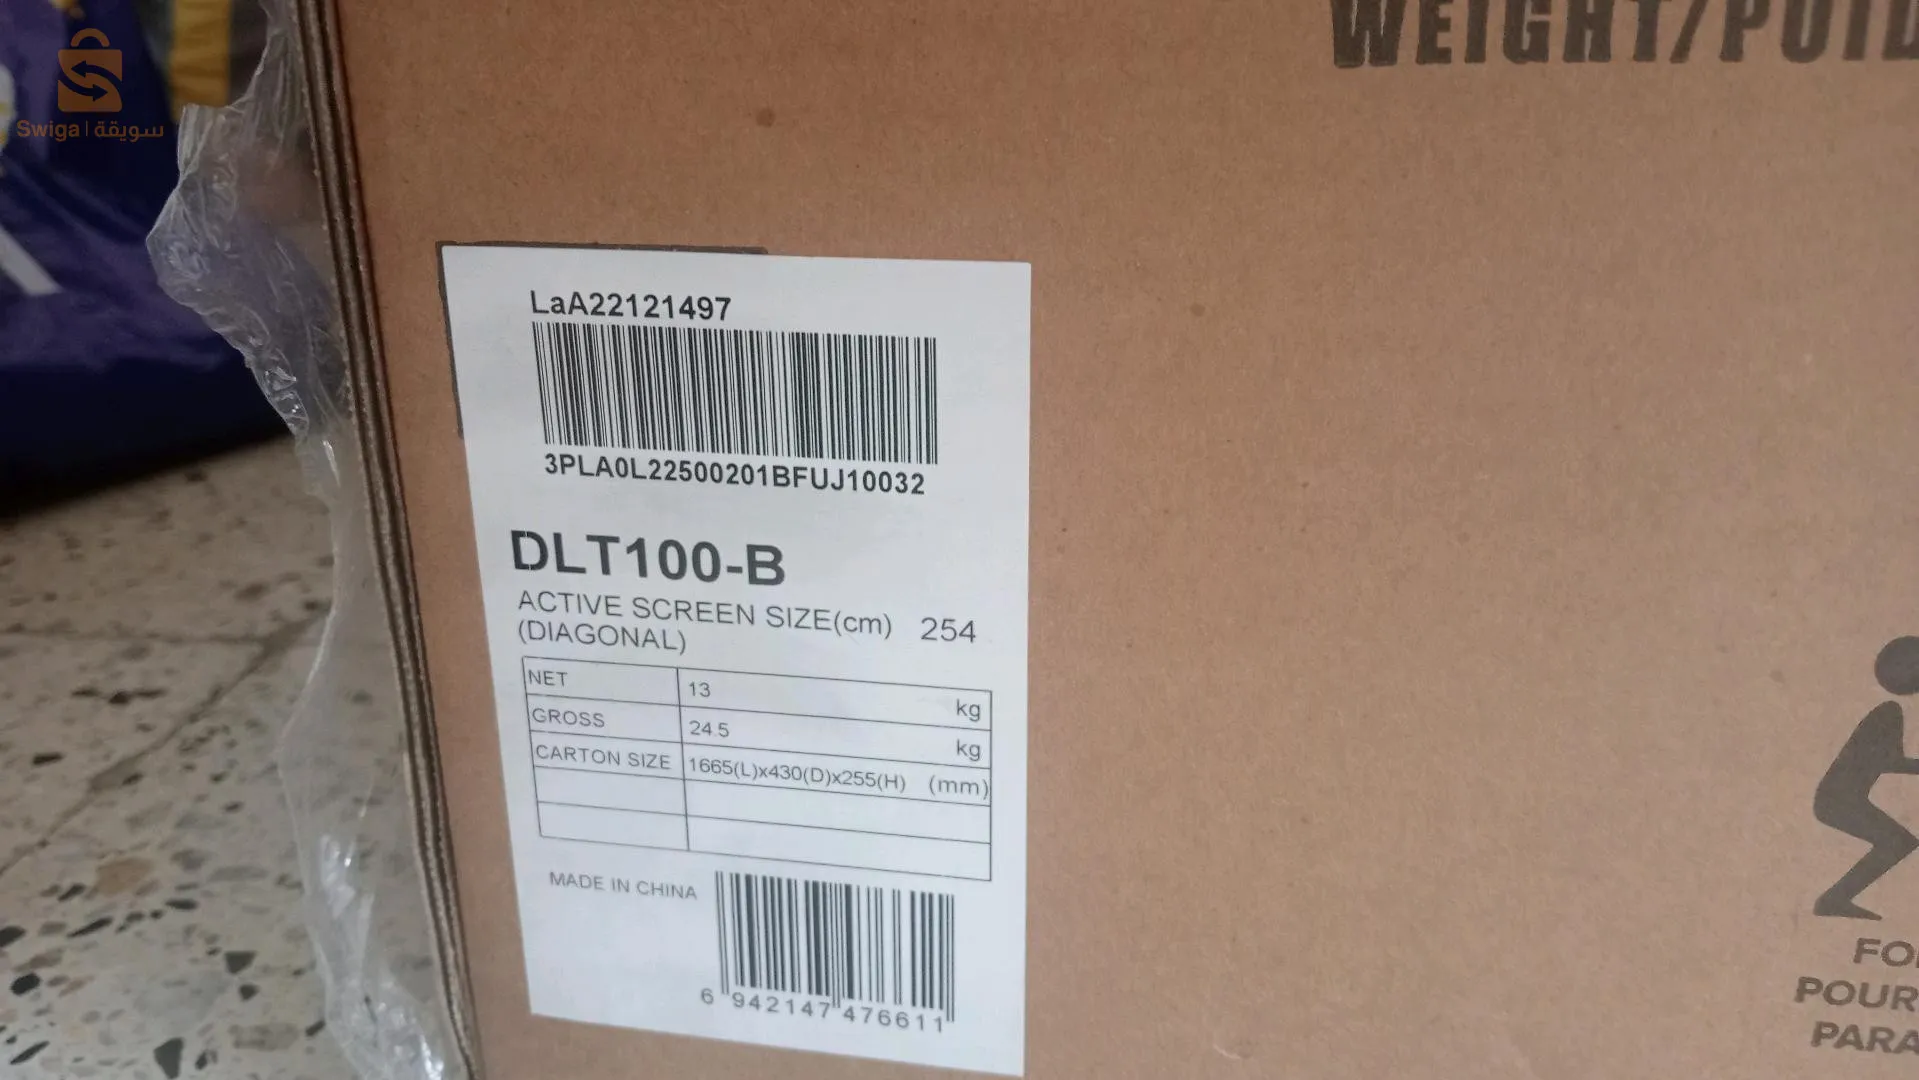 Swiga | سويقة
WEIGHT/POID
LaA22121497
3PLA0L22500201BFUJ10032
DLT100-B
ACTIVE SCREEN SIZE(cm) 254
(DIAGONAL)
NET 13 kg
GROSS 24.5 kg
CARTON SIZE 1665(L)x430(D)x255(H) (mm)
MADE IN CHINA
6 942147 476611
FO
POUR
PARA